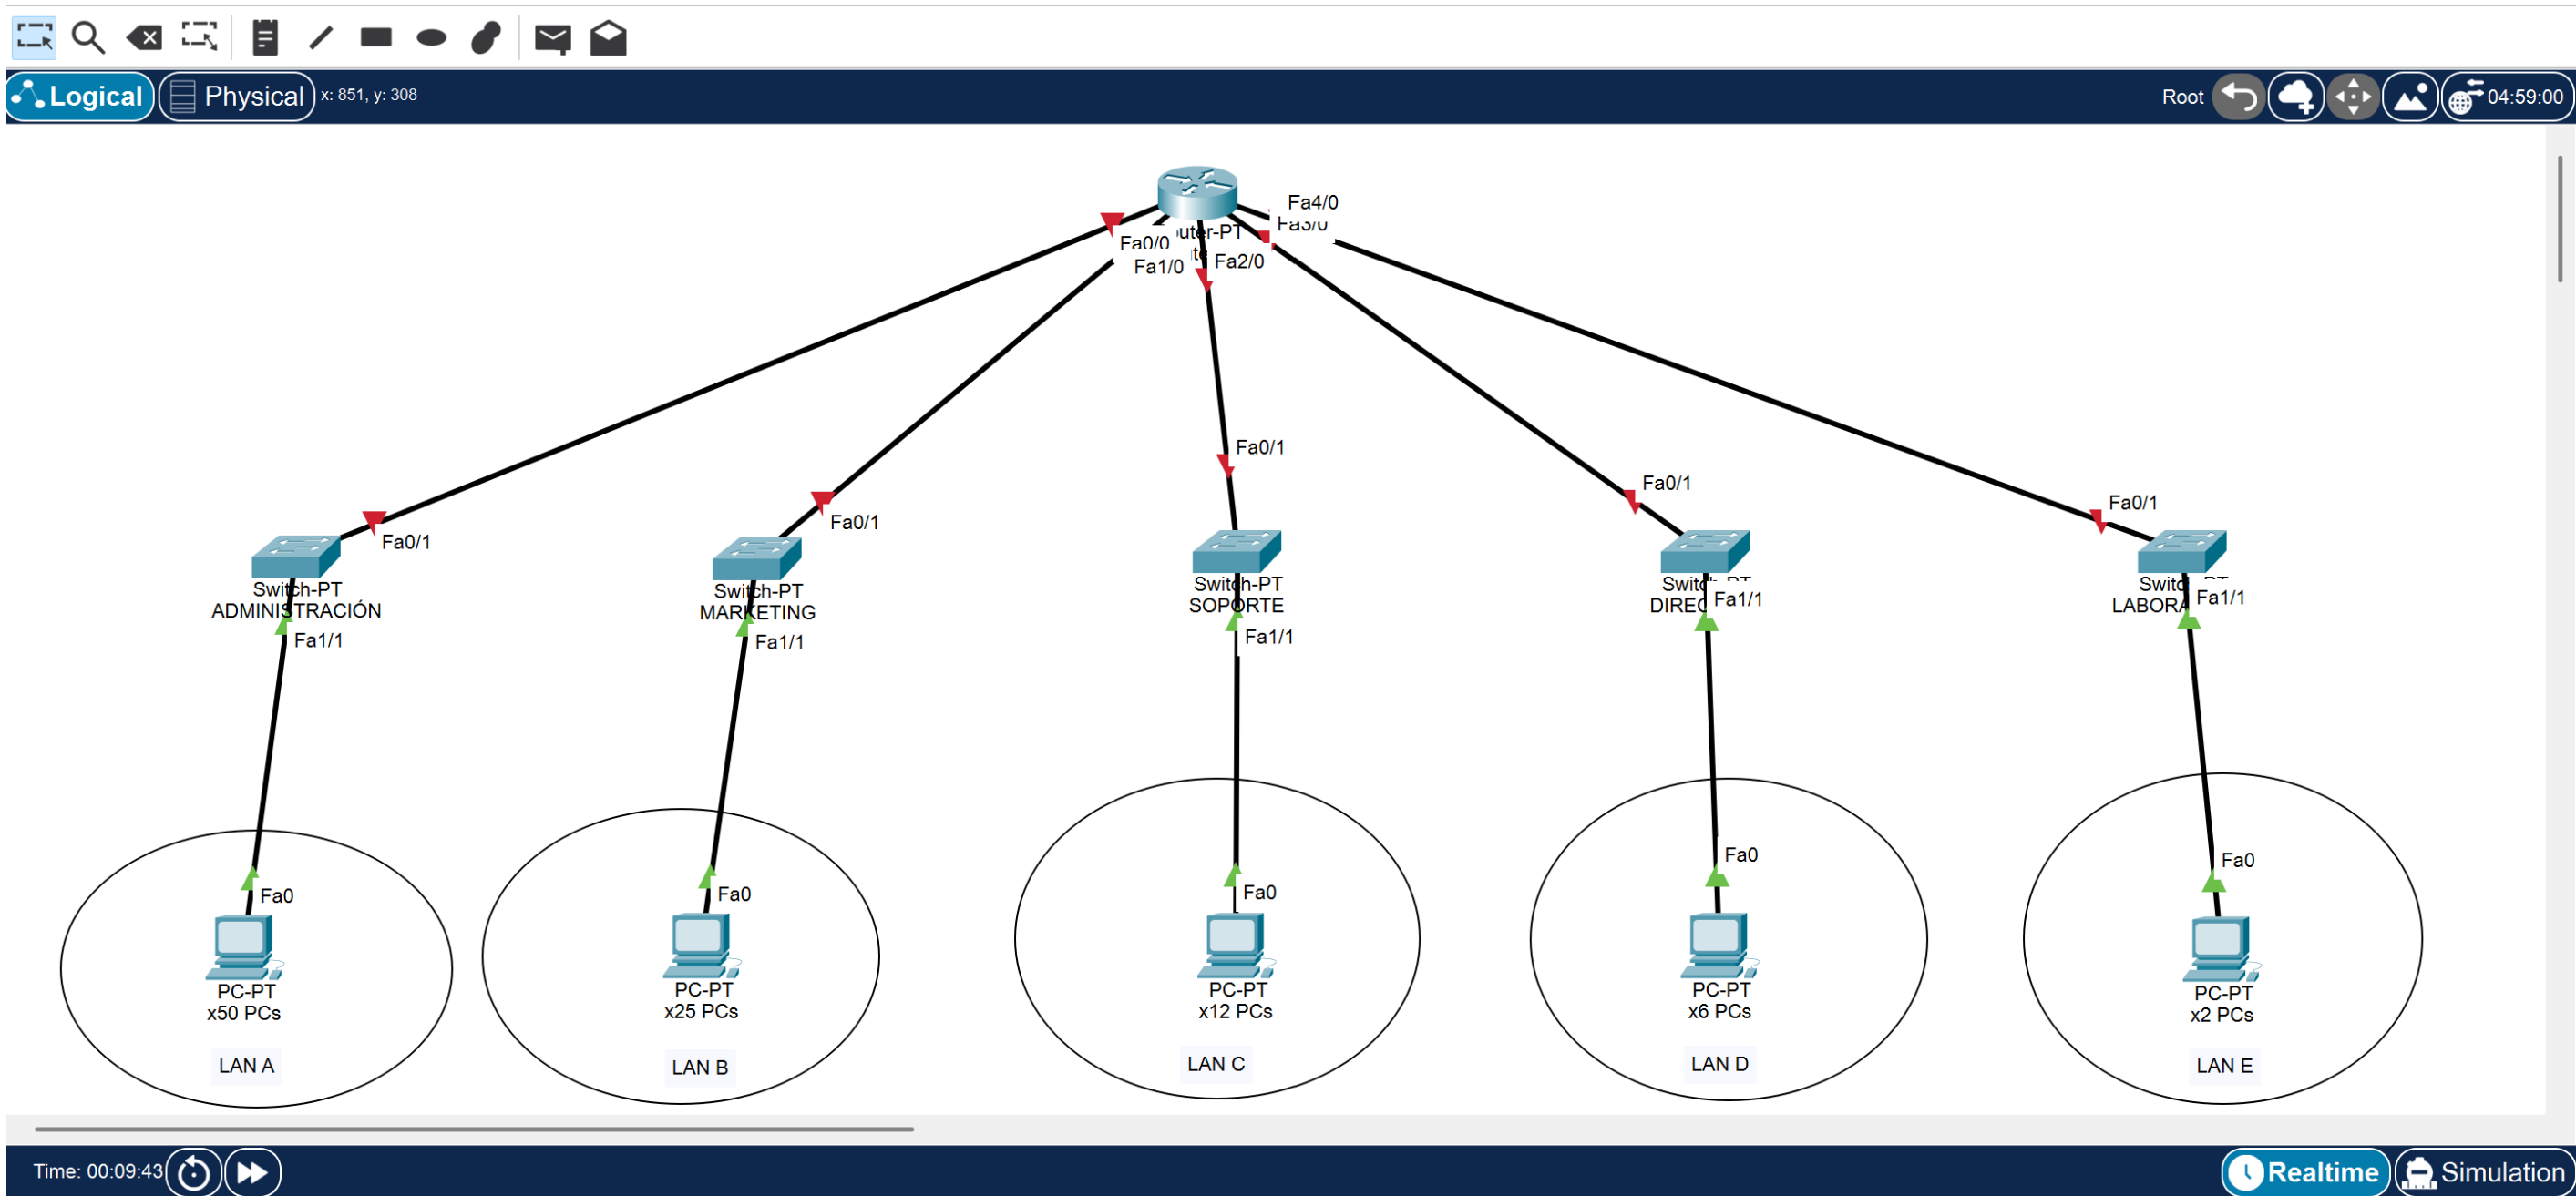 Logical
Physical
x: 851, y: 308
Root
04:59:00
Fa4/0
Fa3/0
Fa0/0
Fa1/0
Fa2/0
Fa0/1
Fa0/1
Fa0/1
Fa0/1
Fa0/1
Switch-PT
ADMINISTRACIÓN
Fa1/1
Switch-PT
MARKETING
Fa1/1
Switch-PT
SOPORTE
Fa1/1
Fa1/1
Fa1/1
Fa0
PC-PT
x50 PCs
LAN A
Fa0
PC-PT
x25 PCs
LAN B
Fa0
PC-PT
x12 PCs
LAN C
Fa0
PC-PT
x6 PCs
LAN D
Fa0
PC-PT
x2 PCs
LAN E
Time: 00:09:43
Realtime
Simulation